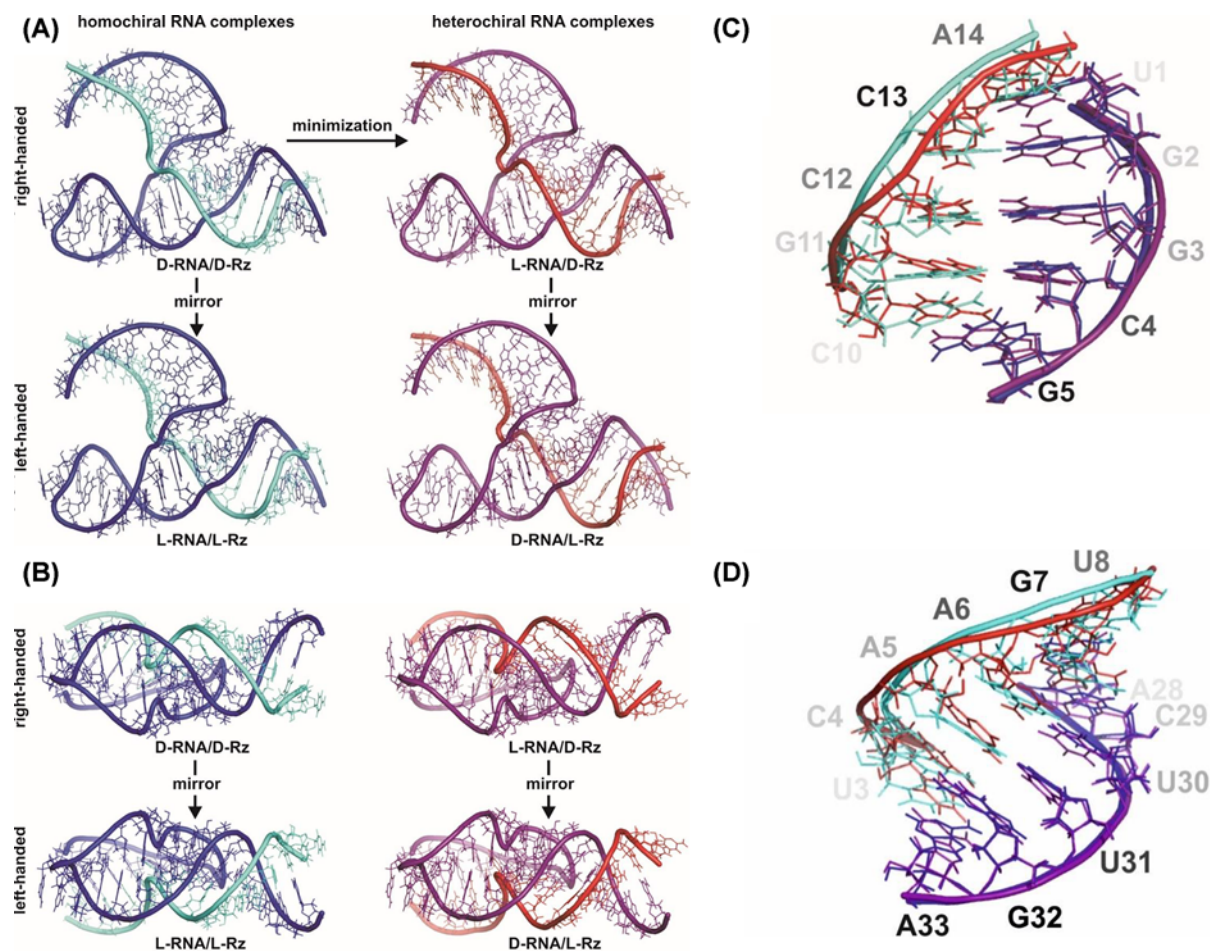 (A)
homochiral RNA complexes
heterochiral RNA complexes
right-handed
minimization
D-RNA/D-Rz
L-RNA/D-Rz
mirror
mirror
left-handed
L-RNA/L-Rz
D-RNA/L-Rz
(B)
right-handed
D-RNA/D-Rz
L-RNA/D-Rz
mirror
mirror
left-handed
L-RNA/L-Rz
D-RNA/L-Rz
(C)
A14
U1
C13
G2
C12
G11
G3
C10
C4
G5
(D)
U8
G7
A6
A5
A28
C4
C29
U3
U30
U31
A33
G32